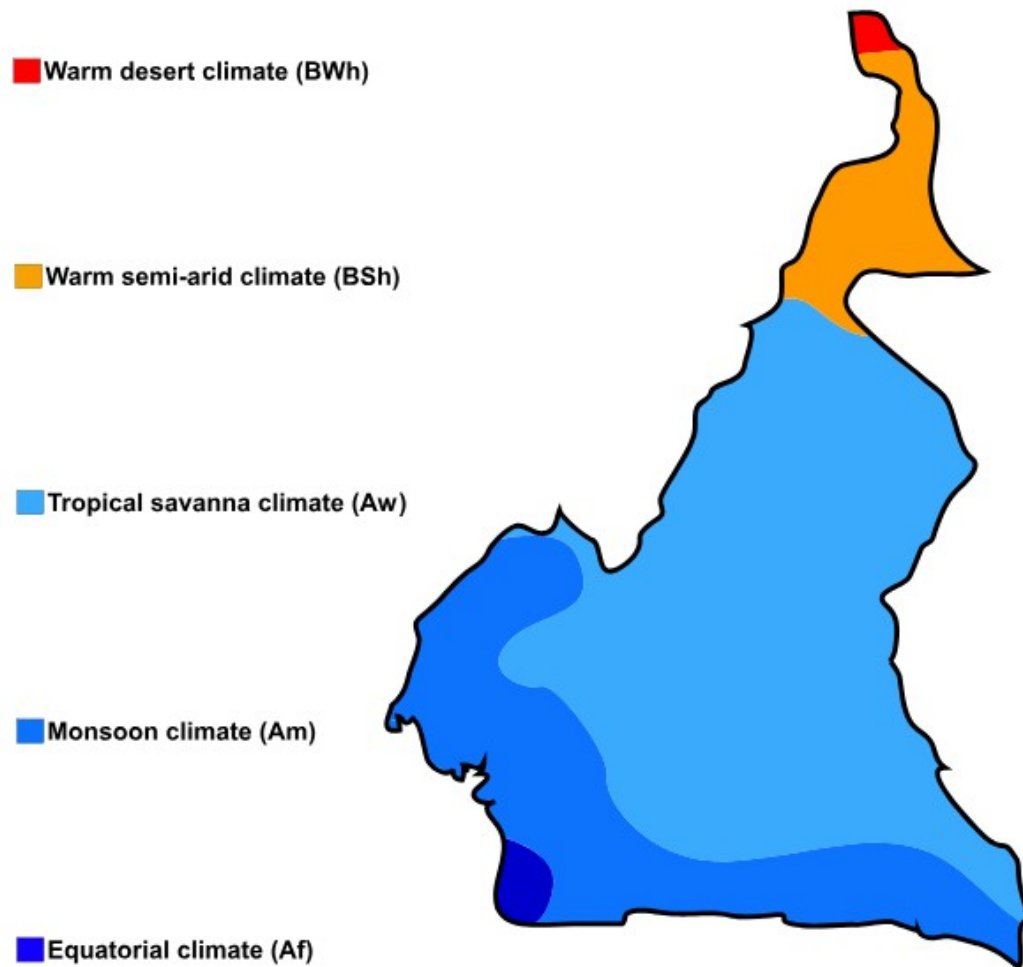 Warm desert climate (BWh)
Warm semi-arid climate (BSh)
Tropical savanna climate (Aw)
Monsoon climate (Am)
Equatorial climate (Af)